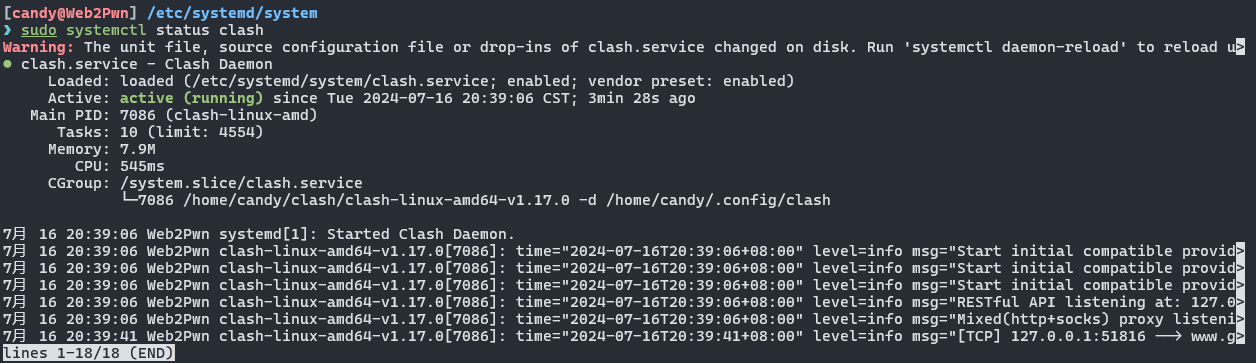 [candy@Web2Pwn] /etc/systemd/system
❯ sudo systemctl status clash
Warning: The unit file, source configuration file or drop-ins of clash.service changed on disk. Run 'systemctl daemon-reload' to reload u>
● clash.service - Clash Daemon
     Loaded: loaded (/etc/systemd/system/clash.service; enabled; vendor preset: enabled)
     Active: active (running) since Tue 2024-07-16 20:39:06 CST; 3min 28s ago
   Main PID: 7086 (clash-linux-amd)
      Tasks: 10 (limit: 4554)
     Memory: 7.9M
        CPU: 545ms
     CGroup: /system.slice/clash.service
             └─7086 /home/candy/clash/clash-linux-amd64-v1.17.0 -d /home/candy/.config/clash
7月 16 20:39:06 Web2Pwn systemd[1]: Started Clash Daemon.
7月 16 20:39:06 Web2Pwn clash-linux-amd64-v1.17.0[7086]: time="2024-07-16T20:39:06+08:00" level=info msg="Start initial compatible provid>
7月 16 20:39:06 Web2Pwn clash-linux-amd64-v1.17.0[7086]: time="2024-07-16T20:39:06+08:00" level=info msg="Start initial compatible provid>
7月 16 20:39:06 Web2Pwn clash-linux-amd64-v1.17.0[7086]: time="2024-07-16T20:39:06+08:00" level=info msg="Start initial compatible provid>
7月 16 20:39:06 Web2Pwn clash-linux-amd64-v1.17.0[7086]: time="2024-07-16T20:39:06+08:00" level=info msg="RESTful API listening at: 127.0>
7月 16 20:39:06 Web2Pwn clash-linux-amd64-v1.17.0[7086]: time="2024-07-16T20:39:06+08:00" level=info msg="Mixed(http+socks) proxy listeni>
7月 16 20:39:41 Web2Pwn clash-linux-amd64-v1.17.0[7086]: time="2024-07-16T20:39:41+08:00" level=info msg="[TCP] 127.0.0.1:51816 --> www.g>
lines 1-18/18 (END)